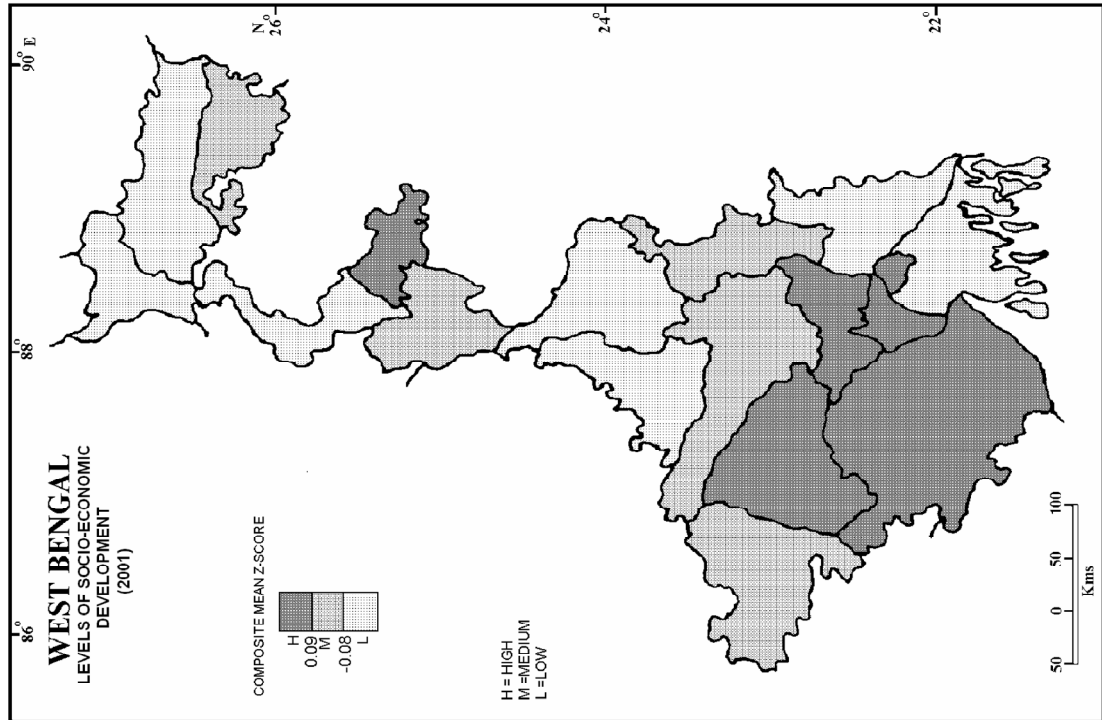 WEST BENGAL
LEVELS OF SOCIO-ECONOMIC
DEVELOPMENT
(2001)
COMPOSITE MEAN Z-SCORE
H
0.09
M
-0.08
L
H = HIGH
M =MEDIUM
L =LOW
50 0 50 100
Kms
86°
88°
90° E
N
26°
24°
22°